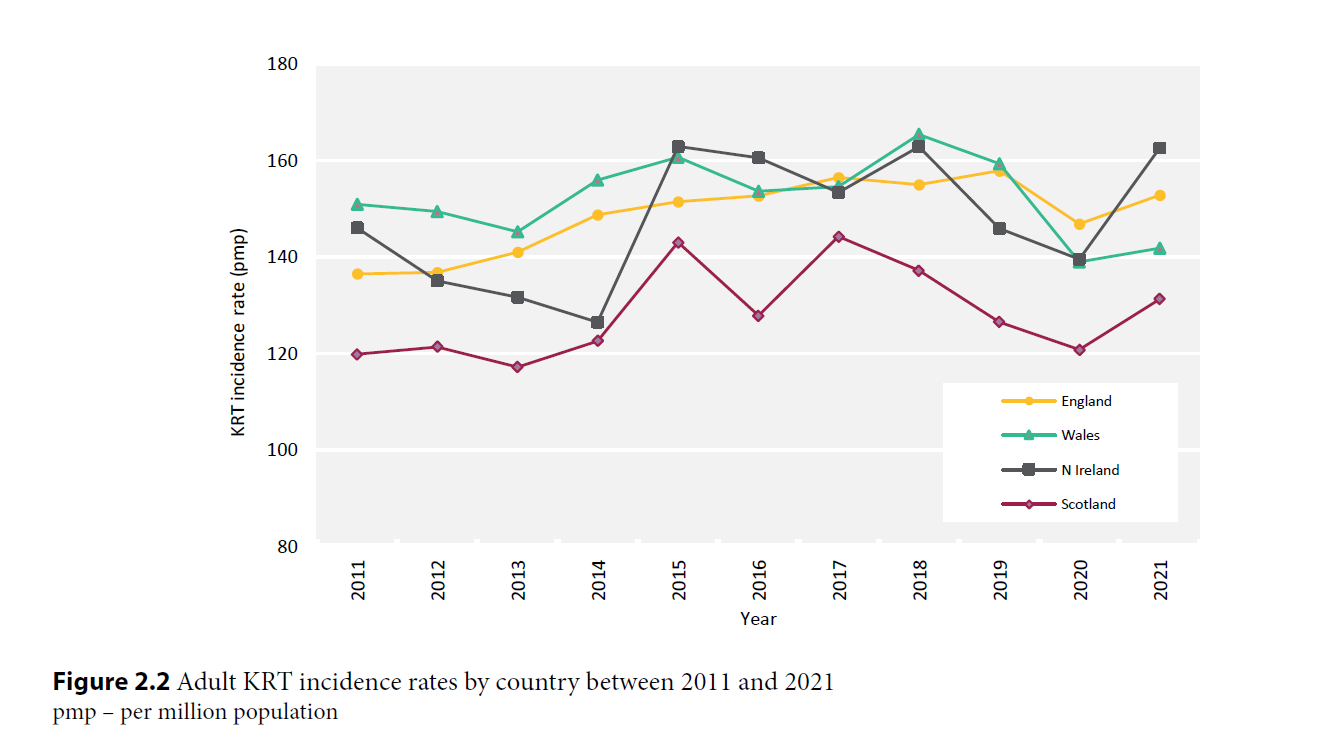 180
160
140
120
100
80
KRT incidence rate (pmp)
England
Wales
N Ireland
Scotland
2011
2012
2013
2014
2015
2016
2017
2018
2019
2020
2021
Year
Figure 2.2 Adult KRT incidence rates by country between 2011 and 2021
pmp – per million population